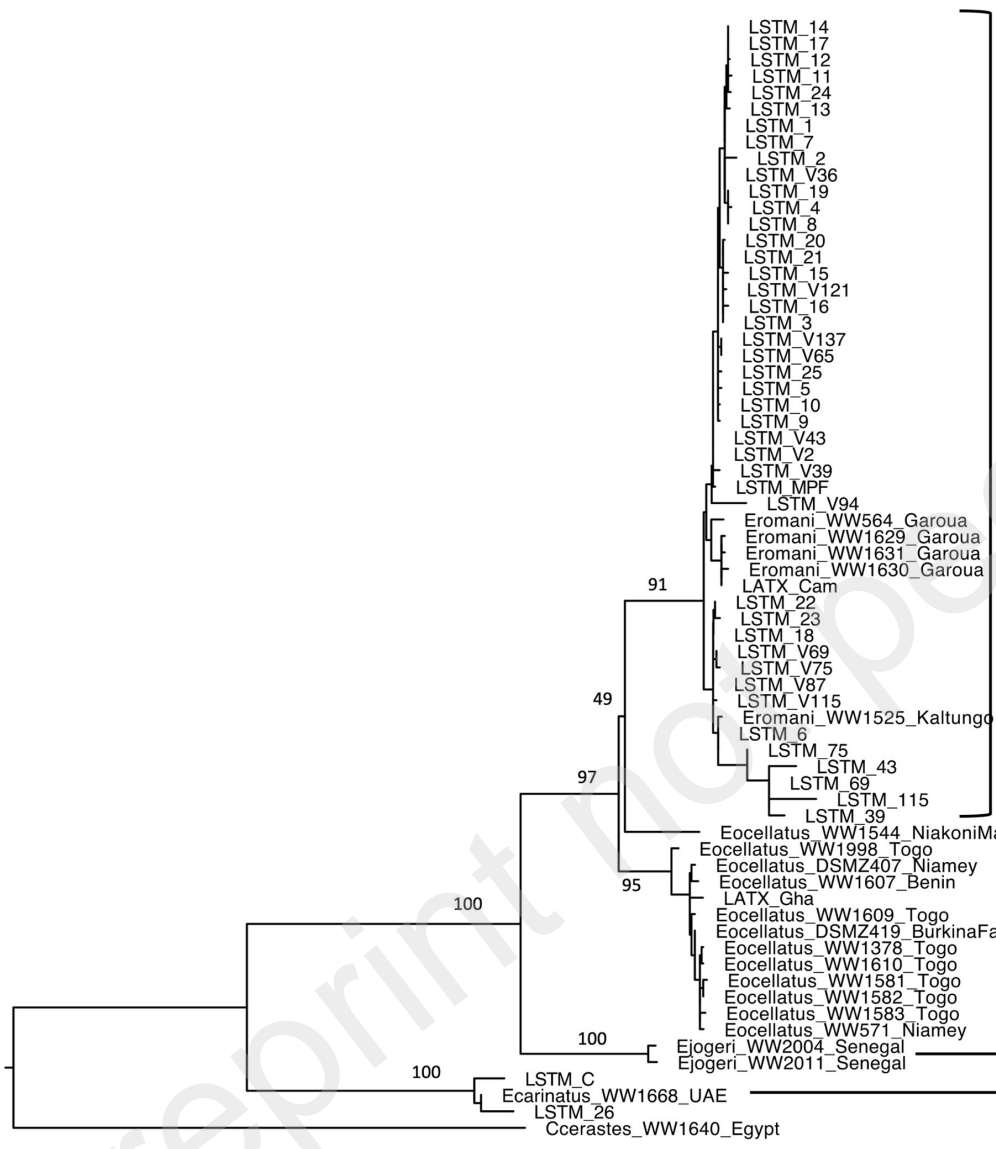 LSTM_14
LSTM_17
LSTM_12
LSTM_11
LSTM_24
LSTM_13
LSTM_1
LSTM_7
LSTM_2
LSTM_V36
LSTM_19
LSTM_4
LSTM_8
LSTM_20
LSTM_21
LSTM_15
LSTM_V121
LSTM_16
LSTM_3
LSTM_V137
LSTM_V65
LSTM_25
LSTM_5
LSTM_10
LSTM_9
LSTM_V43
LSTM_V2
LSTM_V39
LSTM_MPF
LSTM_V94
Eromani_WW564_Garoua
Eromani_WW1629_Garoua
Eromani_WW1631_Garoua
Eromani_WW1630_Garoua
91 LATX_Cam
LSTM_22
LSTM_23
LSTM_18
LSTM_V69
LSTM_V75
LSTM_V87
49 LSTM_V115
Eromani_WW1525_Kaltungo
LSTM_6
LSTM_75
LSTM_43
97 LSTM_69
LSTM_115
LSTM_39
Eocellatus_WW1544_NiakoniMa
Eocellatus_WW1998_Togo
Eocellatus_DSMZ407_Niamey
95 Eocellatus_WW1607_Benin
100 LATX_Gha
Eocellatus_WW1609_Togo
Eocellatus_DSMZ419_BurkinaFa
Eocellatus_WW1378_Togo
Eocellatus_WW1610_Togo
Eocellatus_WW1581_Togo
Eocellatus_WW1582_Togo
Eocellatus_WW1583_Togo
Eocellatus_WW571_Niamey
100 Ejogeri_WW2004_Senegal
Ejogeri_WW2011_Senegal
100 LSTM_C
Ecarinatus_WW1668_UAE
LSTM_26
Ccerastes_WW1640_Egypt
eprint not pe